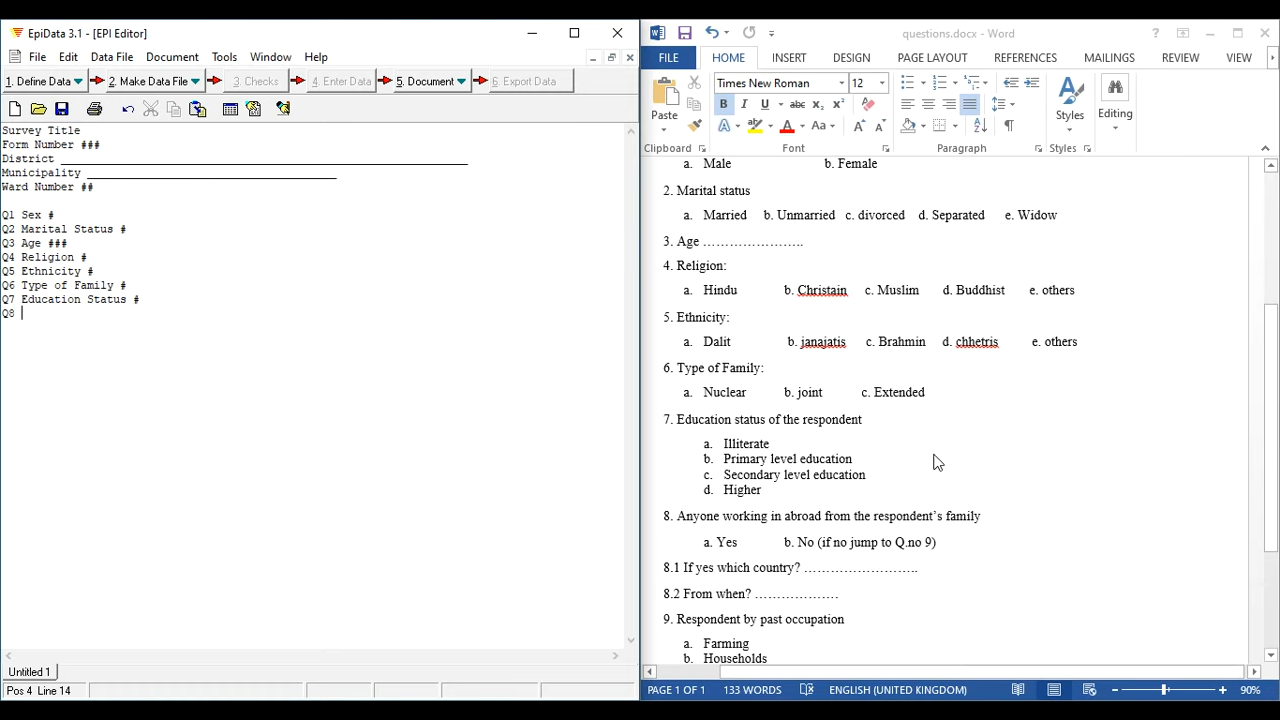 EpiData 3.1 - [EPI Editor]
File Edit Data File Document Tools Window Help
1. Define Data 2. Make Data File 3. Checks 4. Enter Data 5. Document 6. Export Data
Survey Title
Form Number ###
District ____________________________________________________________
Municipality _____________________________________
Ward Number ##
Q1 Sex #
Q2 Marital Status #
Q3 Age ###
Q4 Religion #
Q5 Ethnicity #
Q6 Type of Family #
Q7 Education Status #
Q8
Untitled 1
Pos 4 Line 14
questions.docx - Word
FILE HOME INSERT DESIGN PAGE LAYOUT REFERENCES MAILINGS REVIEW VIEW
Times New Roman 12
Paste
B I U abc x₂ x²
A A Aa A A
Styles
Editing
Clipboard Font Paragraph Styles
a. Male b. Female
2. Marital status
a. Married b. Unmarried c. divorced d. Separated e. Widow
3. Age …………………..
4. Religion:
a. Hindu b. Christain c. Muslim d. Buddhist e. others
5. Ethnicity:
a. Dalit b. janajatis c. Brahmin d. chhetris e. others
6. Type of Family:
a. Nuclear b. joint c. Extended
7. Education status of the respondent
a. Illiterate
b. Primary level education
c. Secondary level education
d. Higher
8. Anyone working in abroad from the respondent’s family
a. Yes b. No (if no jump to Q.no 9)
8.1 If yes which country? ……………………..
8.2 From when? ……………….
9. Respondent by past occupation
a. Farming
b. Households
PAGE 1 OF 1 133 WORDS ENGLISH (UNITED KINGDOM) 90%